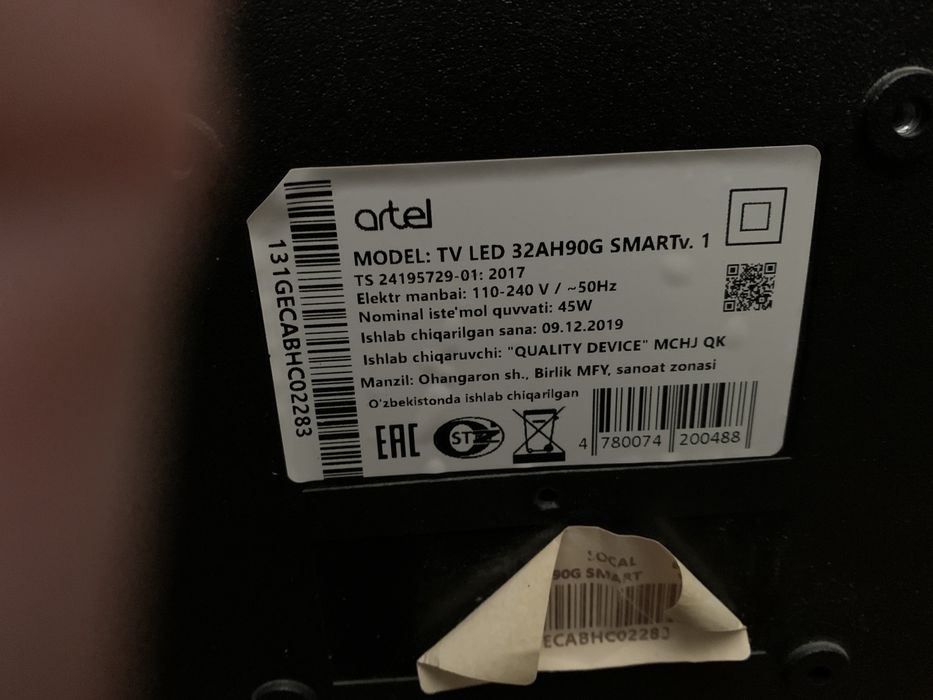 artel
MODEL: TV LED 32AH90G SMARTv. 1
TS 24195729-01: 2017
Elektr manbai: 110-240 V / ~50Hz
Nominal iste'mol quvvati: 45W
Ishlab chiqarilgan sana: 09.12.2019
Ishlab chiqaruvchi: "QUALITY DEVICE" MCHJ QK
Manzil: Ohangaron sh., Birlik MFY, sanoat zonasi
O'zbekistonda ishlab chiqarilgan
EAC
4 780074 200488
131GECABHC02283
LOCAL
90G SMART
ECABHC02283